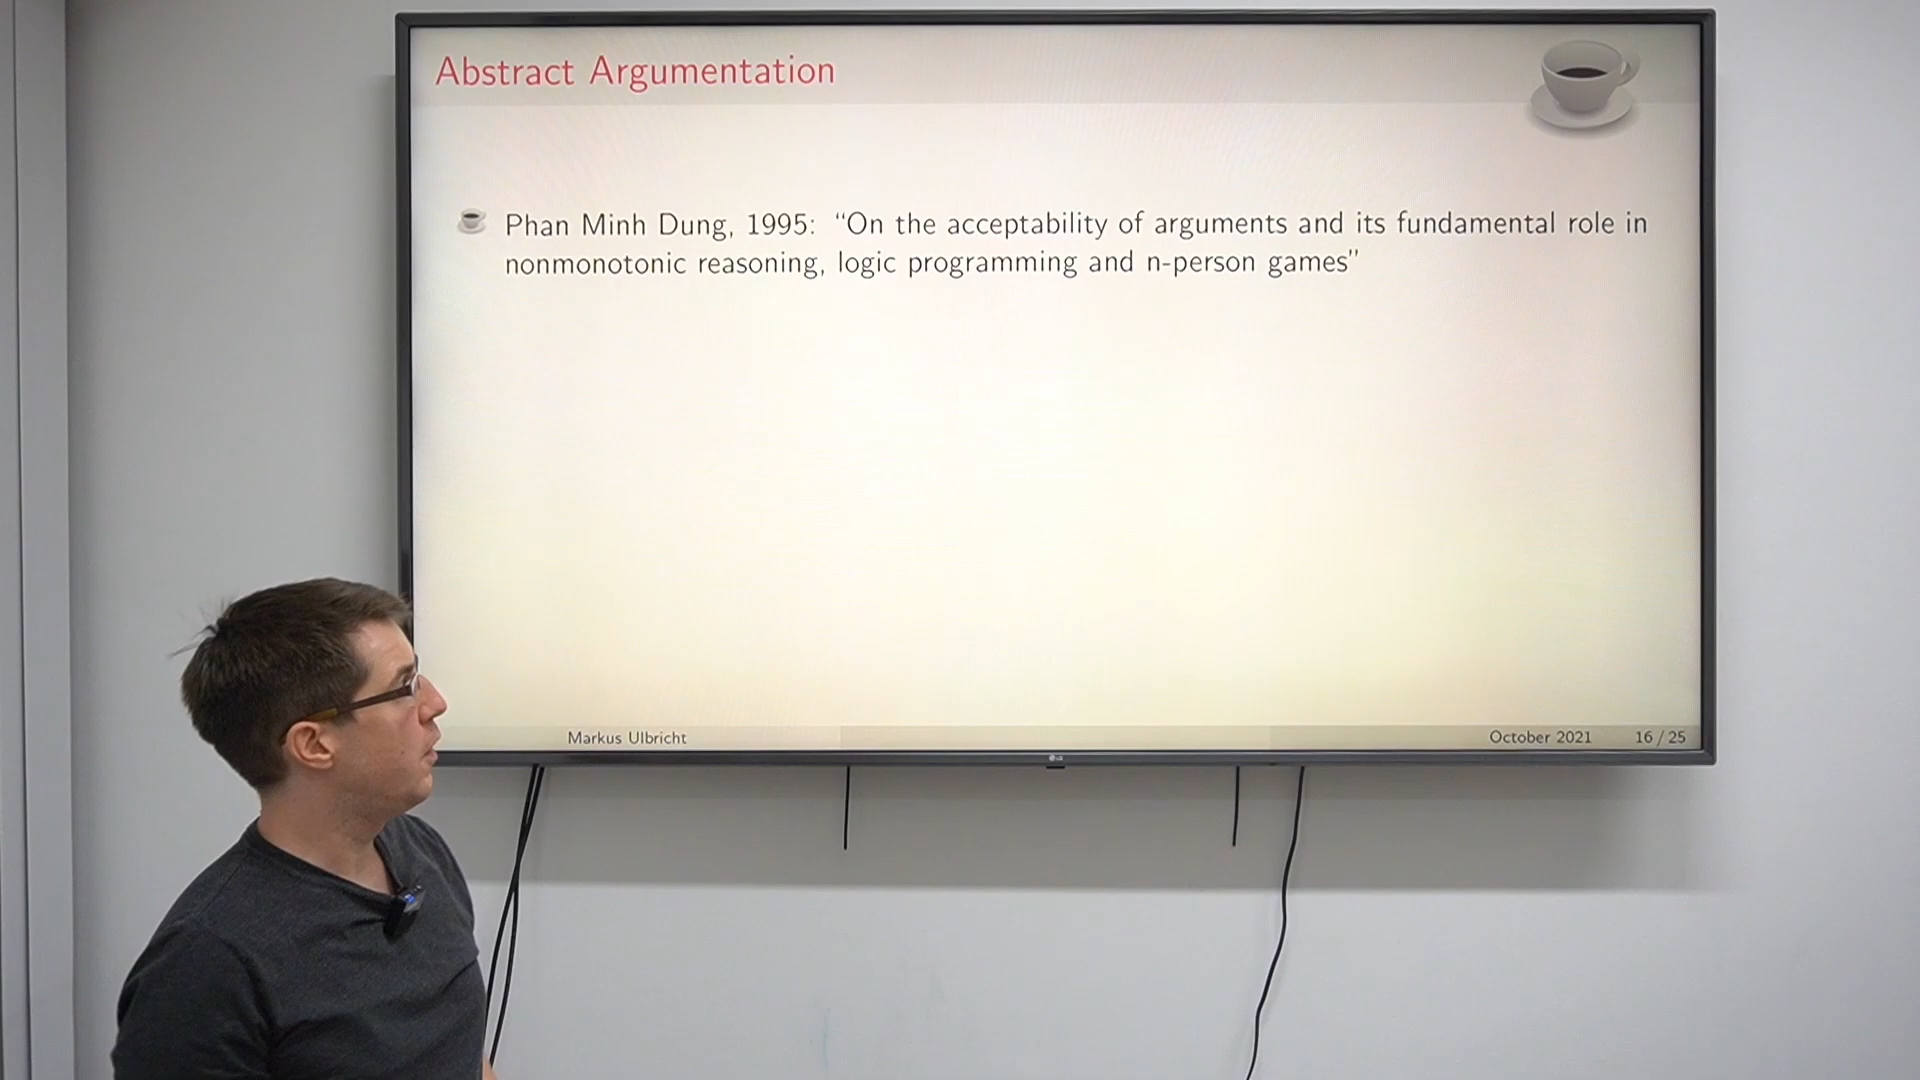 Abstract Argumentation
Phan Minh Dung, 1995: “On the acceptability of arguments and its fundamental role in
nonmonotonic reasoning, logic programming and n-person games”
Markus Ulbricht
October 2021
16 / 25
LG